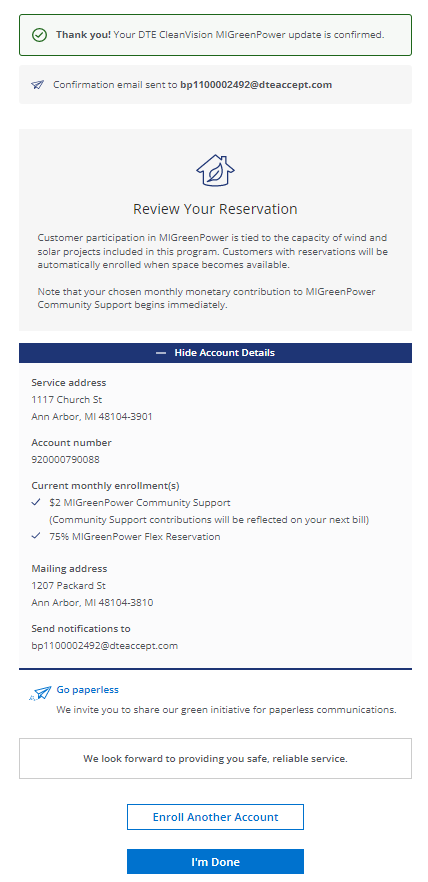 Thank you! Your DTE CleanVision MIGreenPower update is confirmed.
Confirmation email sent to bp1100002492@dteaccept.com
Review Your Reservation
Customer participation in MIGreenPower is tied to the capacity of wind and
solar projects included in this program. Customers with reservations will be
automatically enrolled when space becomes available.
Note that your chosen monthly monetary contribution to MIGreenPower
Community Support begins immediately.
Hide Account Details
Service address
1117 Church St
Ann Arbor, MI 48104-3901
Account number
920000790088
Current monthly enrollment(s)
$2 MIGreenPower Community Support
(Community Support contributions will be reflected on your next bill)
75% MIGreenPower Flex Reservation
Mailing address
1207 Packard St
Ann Arbor, MI 48104-3810
Send notifications to
bp1100002492@dteaccept.com
Go paperless
We invite you to share our green initiative for paperless communications.
We look forward to providing you safe, reliable service.
Enroll Another Account
I'm Done